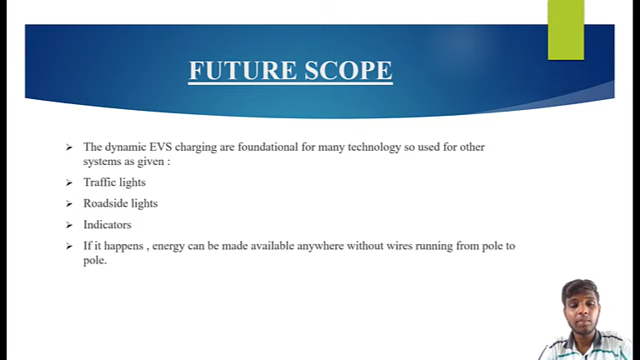 FUTURE SCOPE
➢ The dynamic EVS charging are foundational for many technology so used for other
systems as given :
➢ Traffic lights
➢ Roadside lights
➢ Indicators
➢ If it happens , energy can be made available anywhere without wires running from pole to
pole.